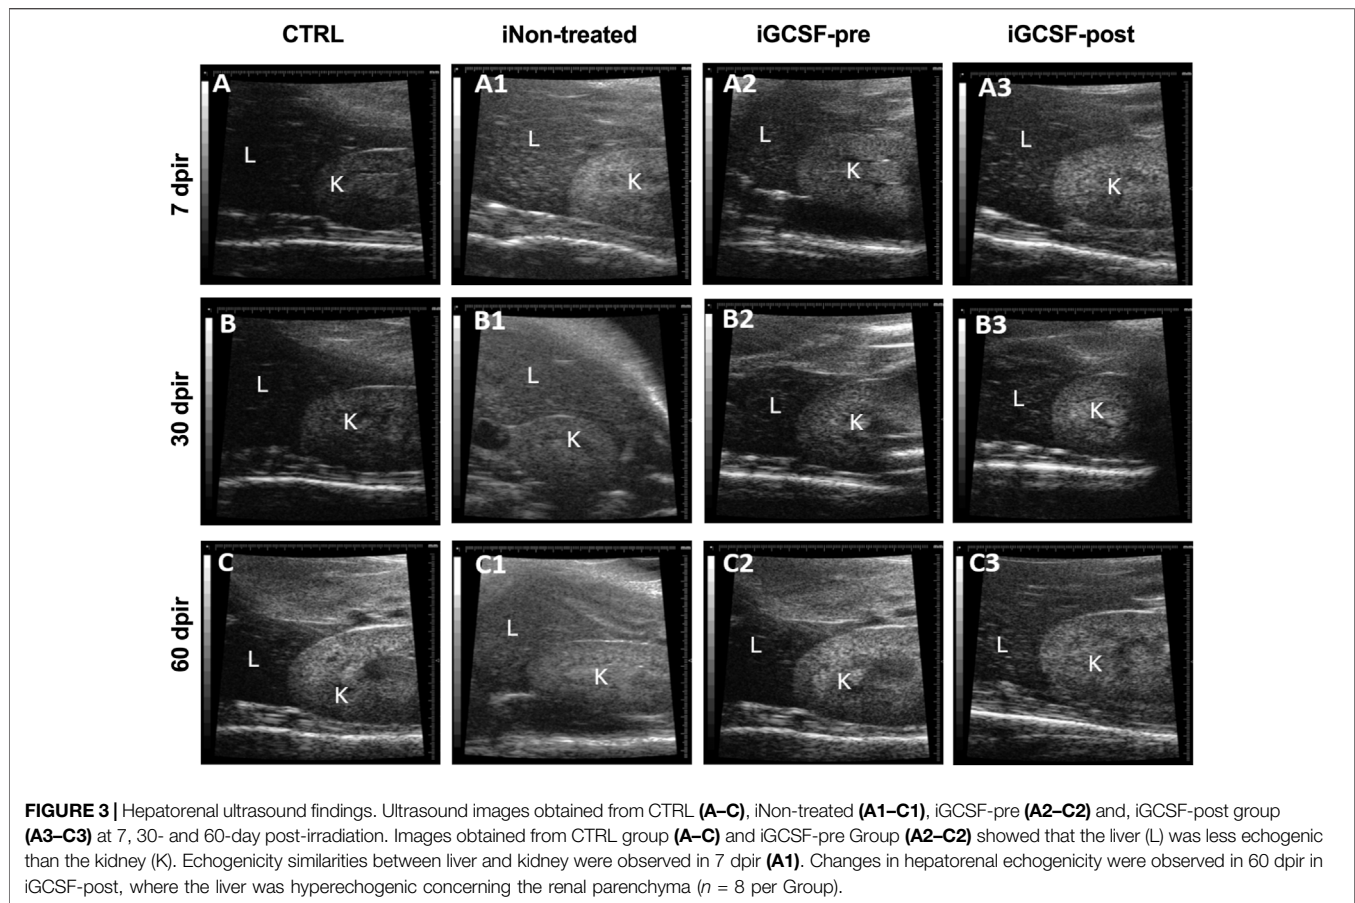 CTRL iNon-treated iGCSF-pre iGCSF-post
7 dpir
A A1 A2 A3
L L L L
K K K K
30 dpir
B B1 B2 B3
L L L L
K K K K
60 dpir
C C1 C2 C3
L L L L
K K K K
FIGURE 3 | Hepatorenal ultrasound findings. Ultrasound images obtained from CTRL (A–C), iNon-treated (A1–C1), iGCSF-pre (A2–C2) and, iGCSF-post group
(A3–C3) at 7, 30- and 60-day post-irradiation. Images obtained from CTRL group (A–C) and iGCSF-pre Group (A2–C2) showed that the liver (L) was less echogenic
than the kidney (K). Echogenicity similarities between liver and kidney were observed in 7 dpir (A1). Changes in hepatorenal echogenicity were observed in 60 dpir in
iGCSF-post, where the liver was hyperechogenic concerning the renal parenchyma (n = 8 per Group).